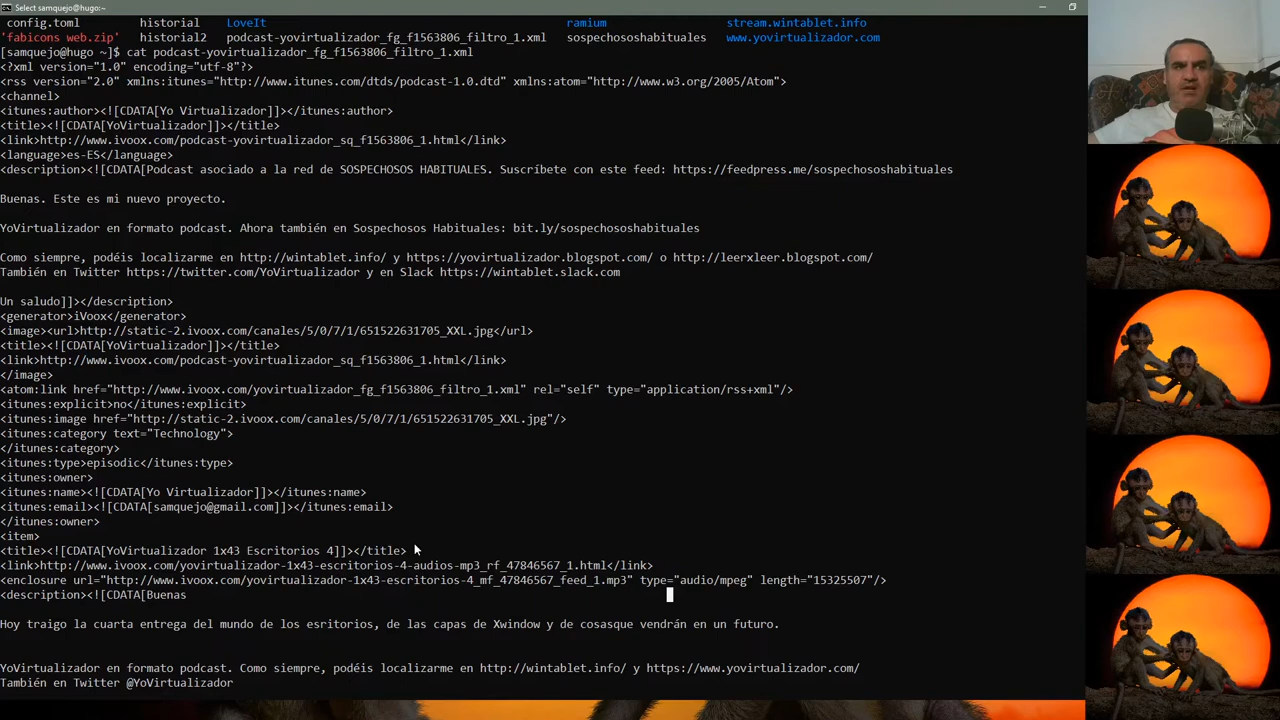 Select samquejo@hugo:~
config.toml historial LoveIt ramium stream.wintablet.info
'fabicons web.zip' historial2 podcast-yovirtualizador_fg_f1563806_filtro_1.xml sospechososhabituales www.yovirtualizador.com
[samquejo@hugo ~]$ cat podcast-yovirtualizador_fg_f1563806_filtro_1.xml
<?xml version="1.0" encoding="utf-8"?>
<rss version="2.0" xmlns:itunes="http://www.itunes.com/dtds/podcast-1.0.dtd" xmlns:atom="http://www.w3.org/2005/Atom">
<channel>
<itunes:author><![CDATA[Yo Virtualizador]]></itunes:author>
<title><![CDATA[YoVirtualizador]]></title>
<link>http://www.ivoox.com/podcast-yovirtualizador_sq_f1563806_1.html</link>
<language>es-ES</language>
<description><![CDATA[Podcast asociado a la red de SOSPECHOSOS HABITUALES. Suscríbete con este feed: https://feedpress.me/sospechososhabituales
Buenas. Este es mi nuevo proyecto.
YoVirtualizador en formato podcast. Ahora también en Sospechosos Habituales: bit.ly/sospechososhabituales
Como siempre, podéis localizarme en http://wintablet.info/ y https://yovirtualizador.blogspot.com/ o http://leerxleer.blogspot.com/
También en Twitter https://twitter.com/YoVirtualizador y en Slack https://wintablet.slack.com
Un saludo]]></description>
<generator>iVoox</generator>
<image><url>http://static-2.ivoox.com/canales/5/0/7/1/651522631705_XXL.jpg</url>
<title><![CDATA[YoVirtualizador]]></title>
<link>http://www.ivoox.com/podcast-yovirtualizador_sq_f1563806_1.html</link>
</image>
<atom:link href="http://www.ivoox.com/yovirtualizador_fg_f1563806_filtro_1.xml" rel="self" type="application/rss+xml"/>
<itunes:explicit>no</itunes:explicit>
<itunes:image href="http://static-2.ivoox.com/canales/5/0/7/1/651522631705_XXL.jpg"/>
<itunes:category text="Technology">
</itunes:category>
<itunes:type>episodic</itunes:type>
<itunes:owner>
<itunes:name><![CDATA[Yo Virtualizador]]></itunes:name>
<itunes:email><![CDATA[samquejo@gmail.com]]></itunes:email>
</itunes:owner>
<item>
<title><![CDATA[YoVirtualizador 1x43 Escritorios 4]]></title>
<link>http://www.ivoox.com/yovirtualizador-1x43-escritorios-4-audios-mp3_rf_47846567_1.html</link>
<enclosure url="http://www.ivoox.com/yovirtualizador-1x43-escritorios-4_mf_47846567_feed_1.mp3" type="audio/mpeg" length="15325507"/>
<description><![CDATA[Buenas
Hoy traigo la cuarta entrega del mundo de los esritorios, de las capas de Xwindow y de cosasque vendrán en un futuro.
YoVirtualizador en formato podcast. Como siempre, podéis localizarme en http://wintablet.info/ y https://www.yovirtualizador.com/
También en Twitter @YoVirtualizador